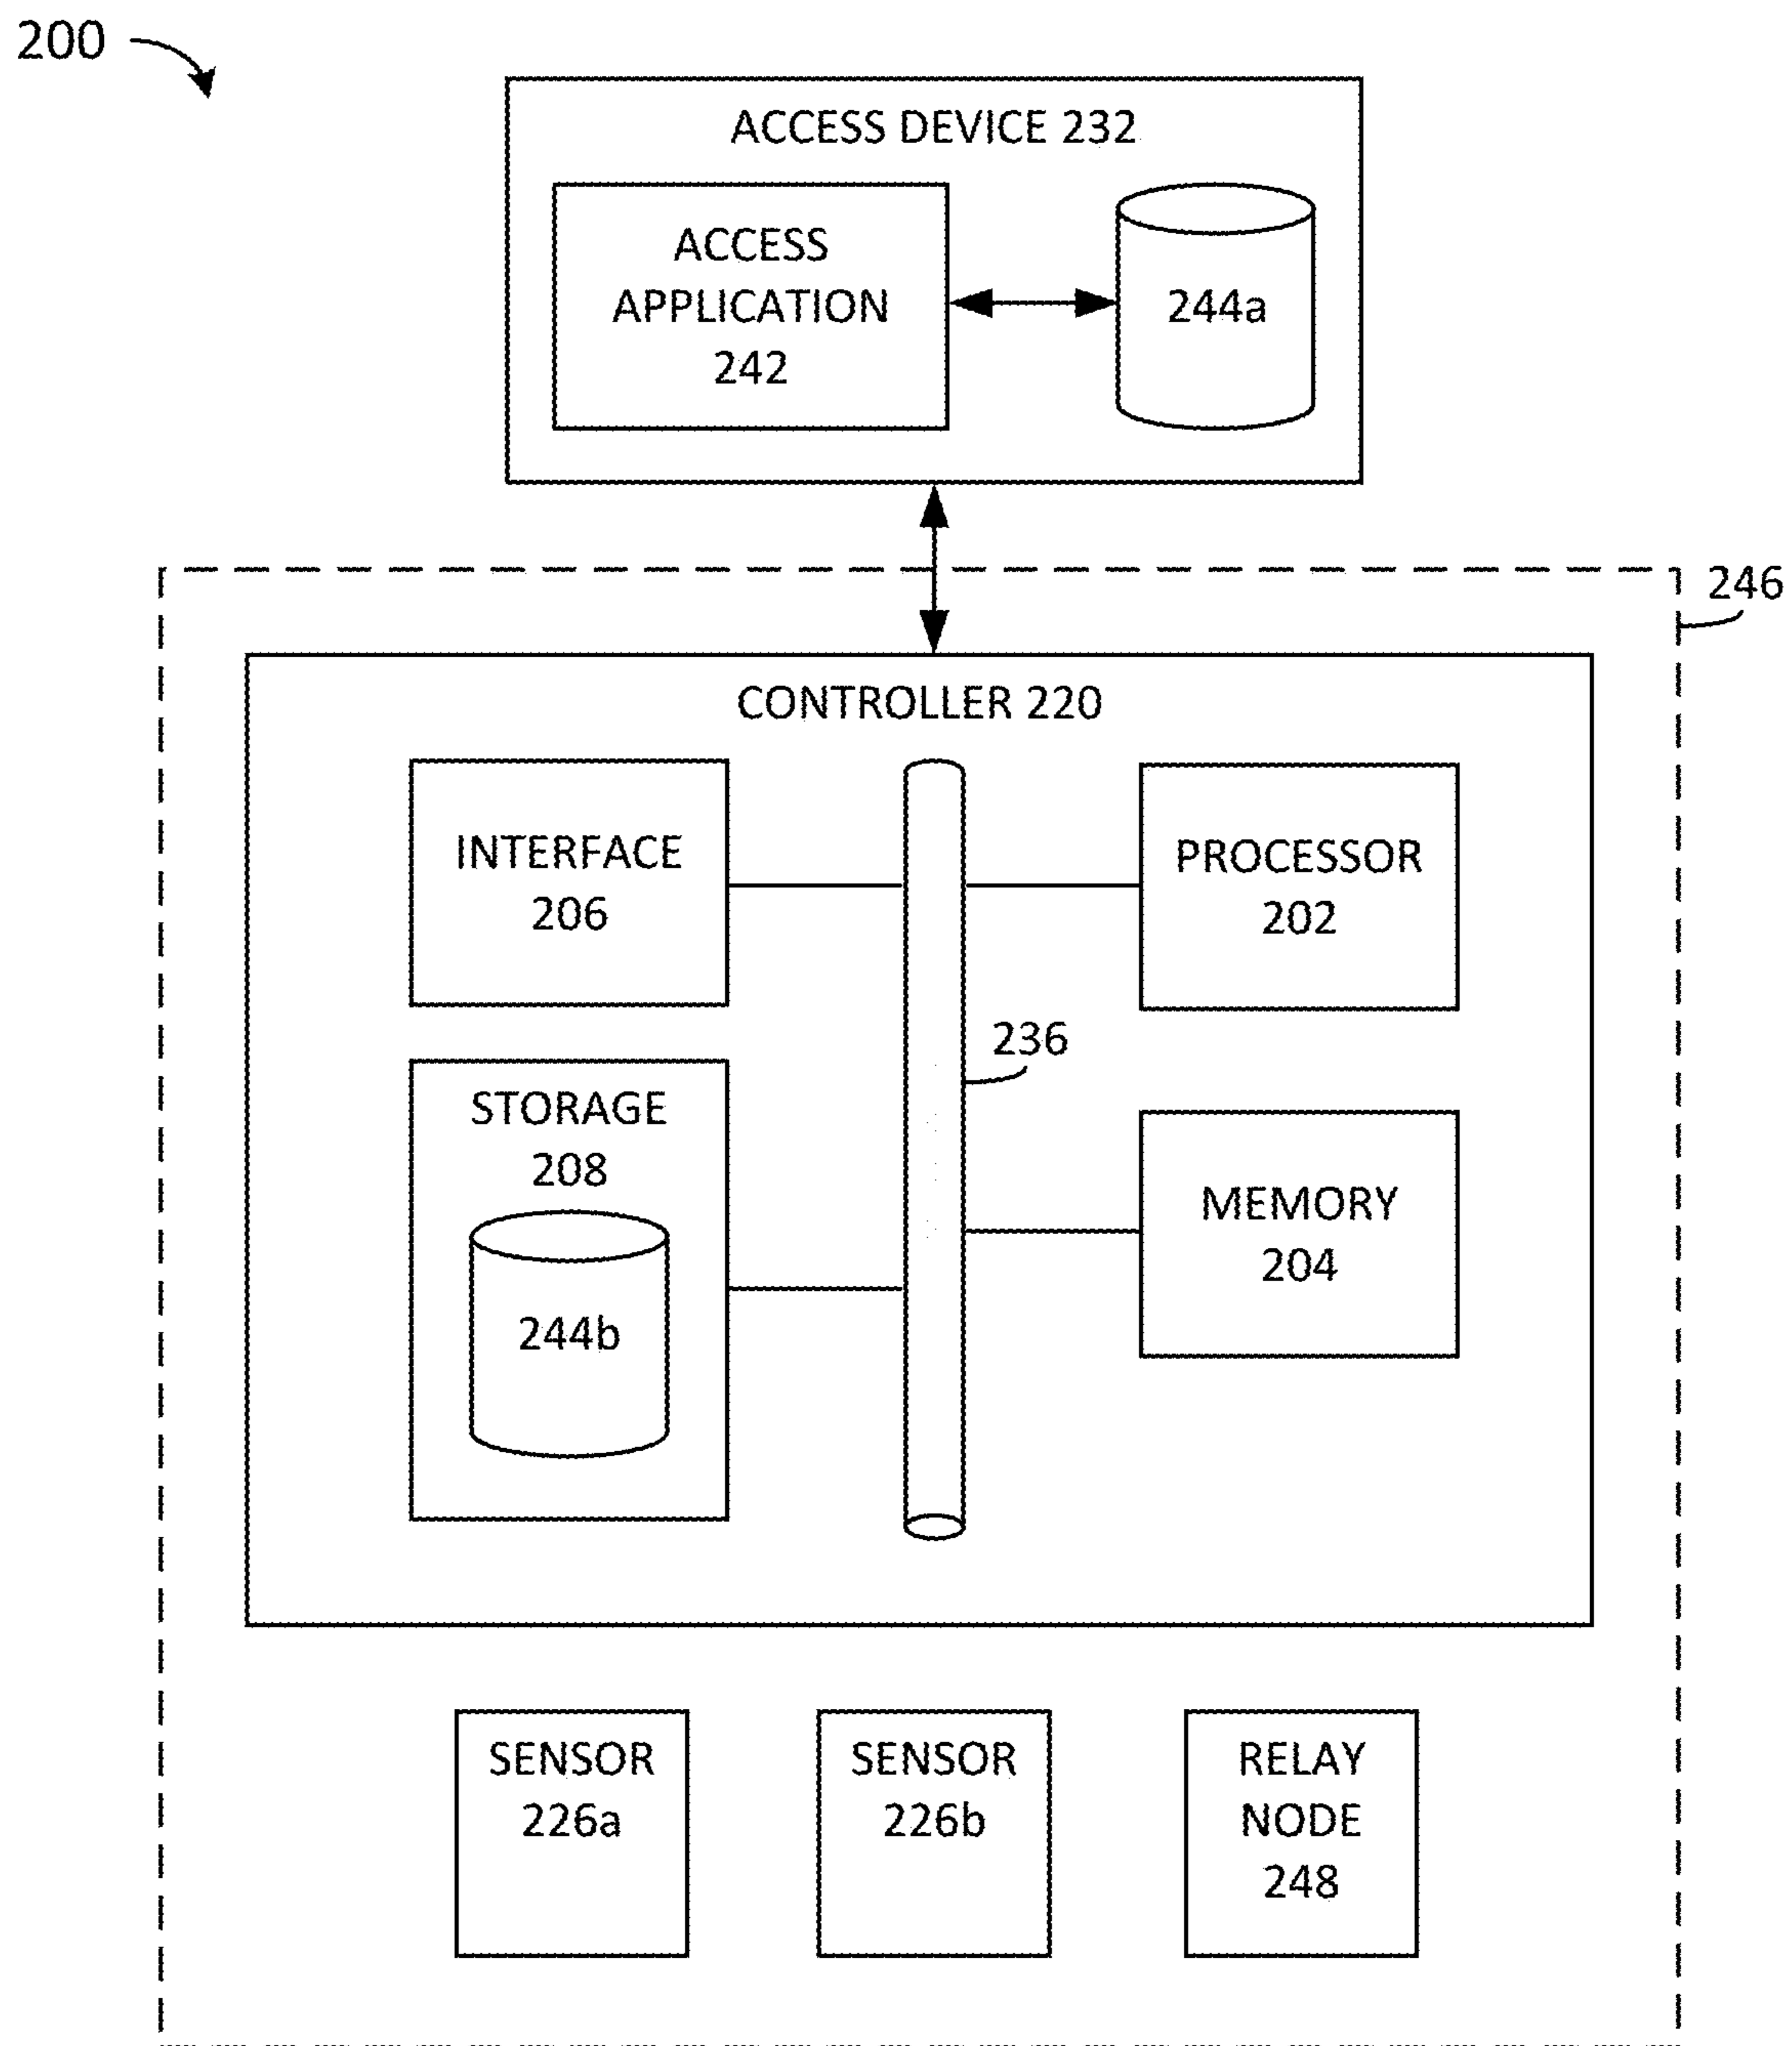 200
ACCESS DEVICE 232
ACCESS
APPLICATION
242
244a
246
CONTROLLER 220
INTERFACE
206
PROCESSOR
202
236
STORAGE
208
244b
MEMORY
204
SENSOR
226a
SENSOR
226b
RELAY
NODE
248